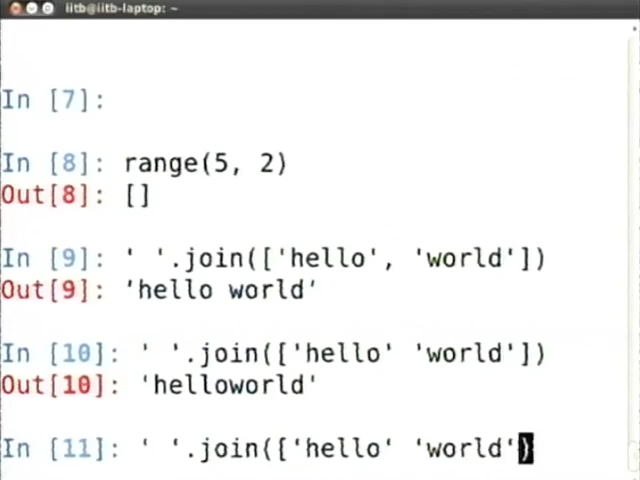 iitb@iitb-laptop: ~
In [7]:
In [8]: range(5, 2)
Out[8]: []
In [9]: ' '.join(['hello', 'world'])
Out[9]: 'hello world'
In [10]: ' '.join(['hello' 'world'])
Out[10]: 'helloworld'
In [11]: ' '.join(['hello' 'world')